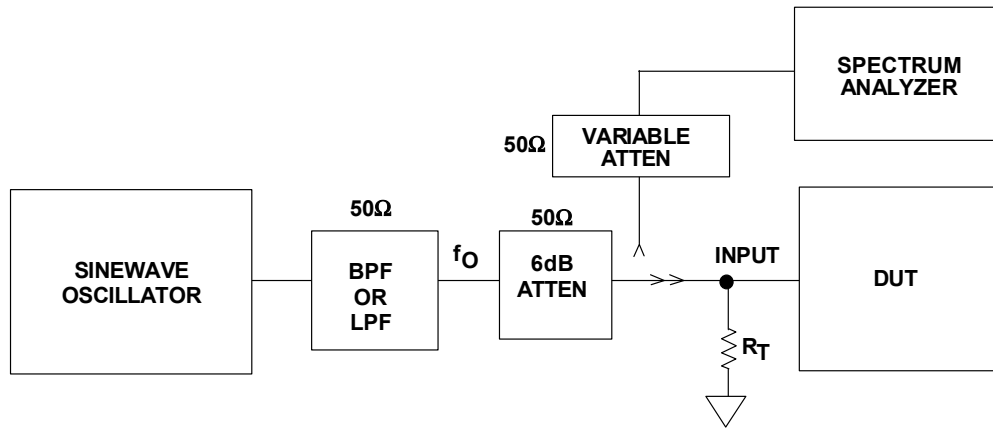 SPECTRUM
ANALYZER
50Ω
VARIABLE
ATTEN
SINEWAVE
OSCILLATOR
50Ω
BPF
OR
LPF
fO
50Ω
6dB
ATTEN
INPUT
DUT
RT